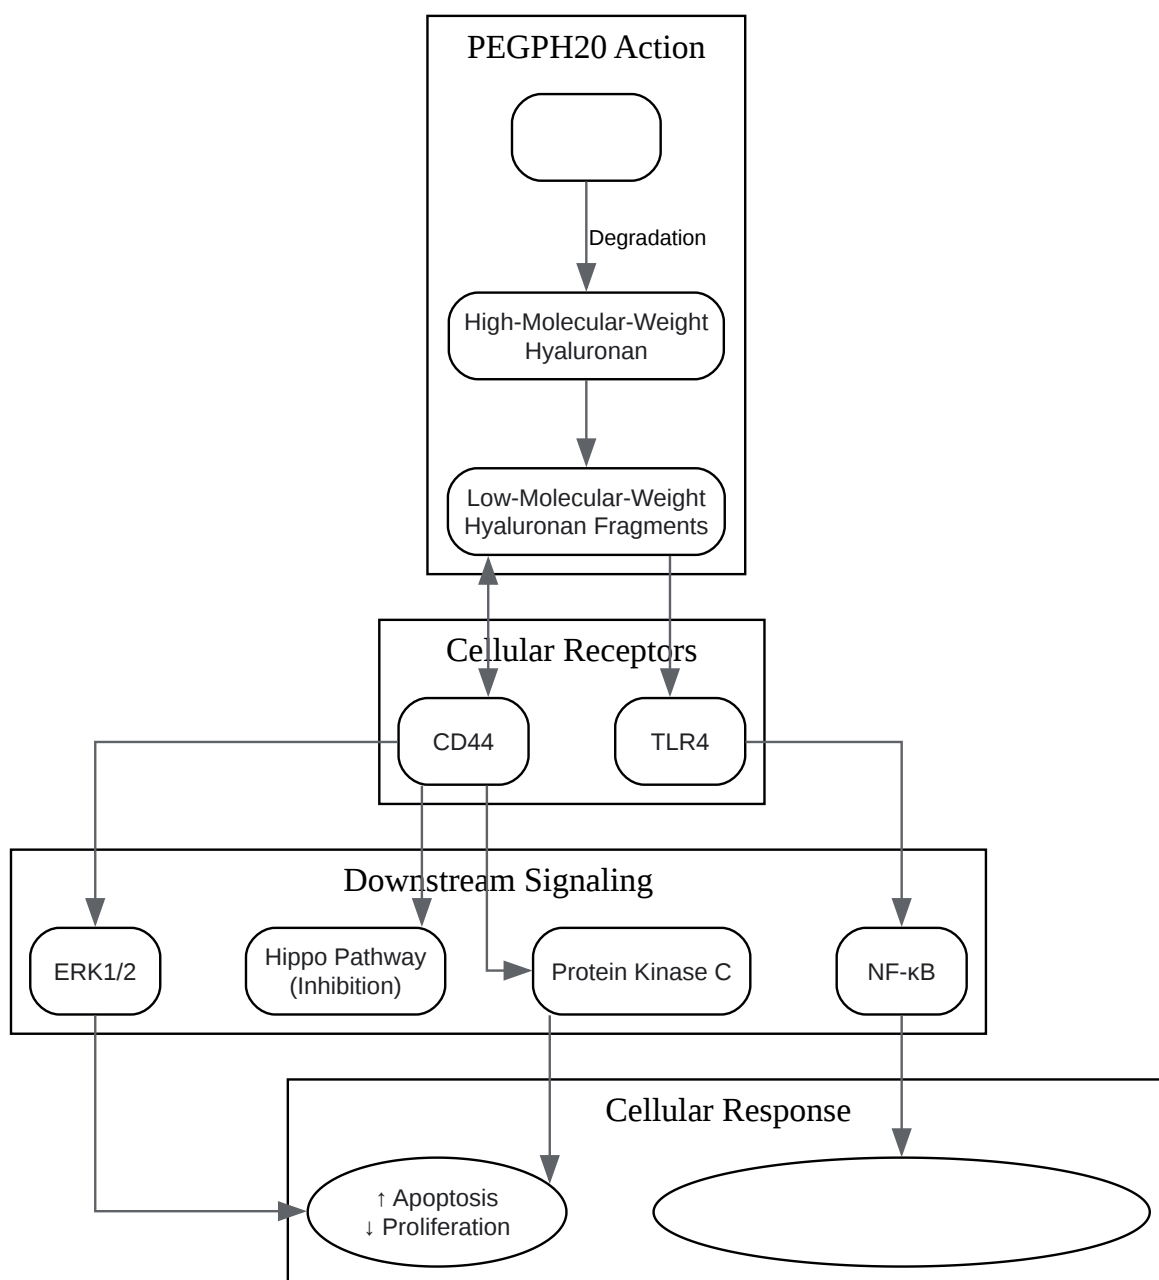 PEGPH20 Action
Degradation
High-Molecular-Weight
Hyaluronan
Low-Molecular-Weight
Hyaluronan Fragments
Cellular Receptors
CD44
TLR4
Downstream Signaling
ERK1/2
Hippo Pathway
(Inhibition)
Protein Kinase C
NF-κB
Cellular Response
↑ Apoptosis
↓ Proliferation